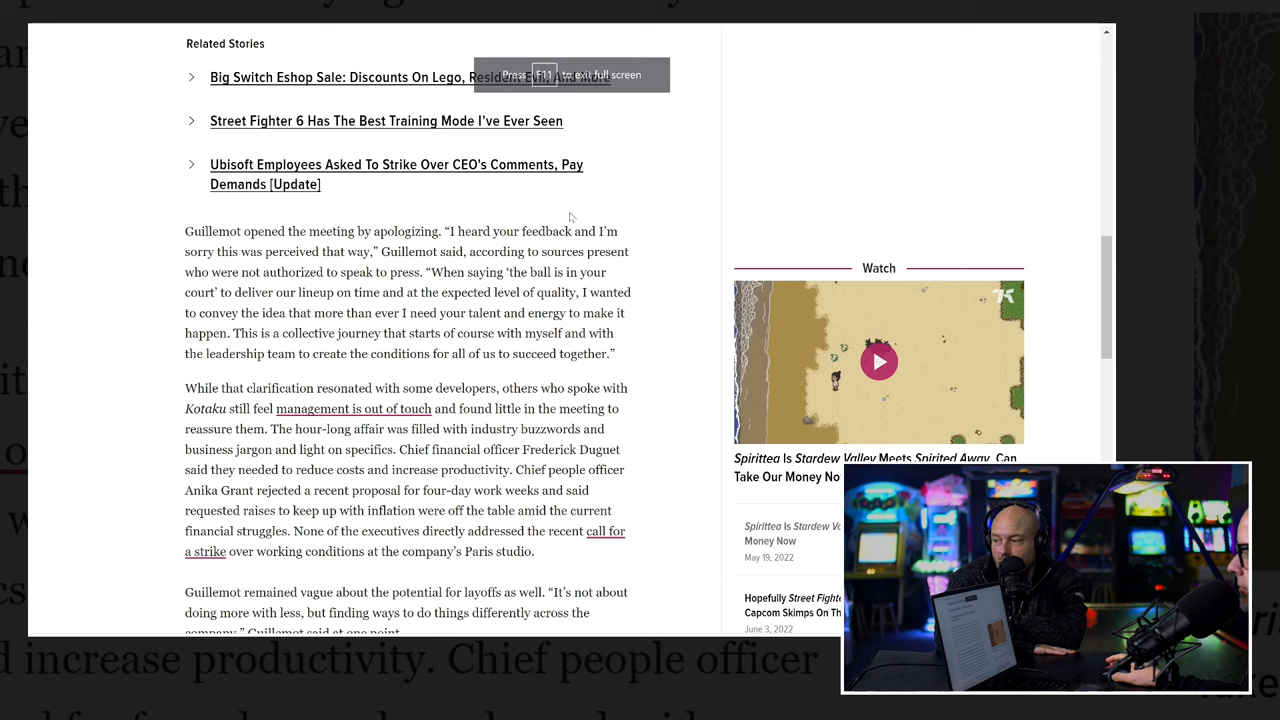 Related Stories
Big Switch Eshop Sale: Discounts On Lego, Resident Evil, And More
Press F11 to exit full screen
Street Fighter 6 Has The Best Training Mode I've Ever Seen
Ubisoft Employees Asked To Strike Over CEO's Comments, Pay
Demands [Update]
Guillemot opened the meeting by apologizing. “I heard your feedback and I'm
sorry this was perceived that way,” Guillemot said, according to sources present
who were not authorized to speak to press. “When saying ‘the ball is in your
court’ to deliver our lineup on time and at the expected level of quality, I wanted
to convey the idea that more than ever I need your talent and energy to make it
happen. This is a collective journey that starts of course with myself and with
the leadership team to create the conditions for all of us to succeed together.”
While that clarification resonated with some developers, others who spoke with
Kotaku still feel management is out of touch and found little in the meeting to
reassure them. The hour-long affair was filled with industry buzzwords and
business jargon and light on specifics. Chief financial officer Frederick Duguet
said they needed to reduce costs and increase productivity. Chief people officer
Anika Grant rejected a recent proposal for four-day work weeks and said
requested raises to keep up with inflation were off the table amid the current
financial struggles. None of the executives directly addressed the recent call for
a strike over working conditions at the company's Paris studio.
Guillemot remained vague about the potential for layoffs as well. “It's not about
doing more with less, but finding ways to do things differently across the
company,” Guillemot said at one point.
Watch
Spirittea Is Stardew Valley Meets Spirited Away, Can
Take Our Money No
Spirittea Is Stardew Va
Money Now
May 19, 2022
Hopefully Street Fight
Capcom Skimps On Th
June 3, 2022
d increase productivity. Chief people officer